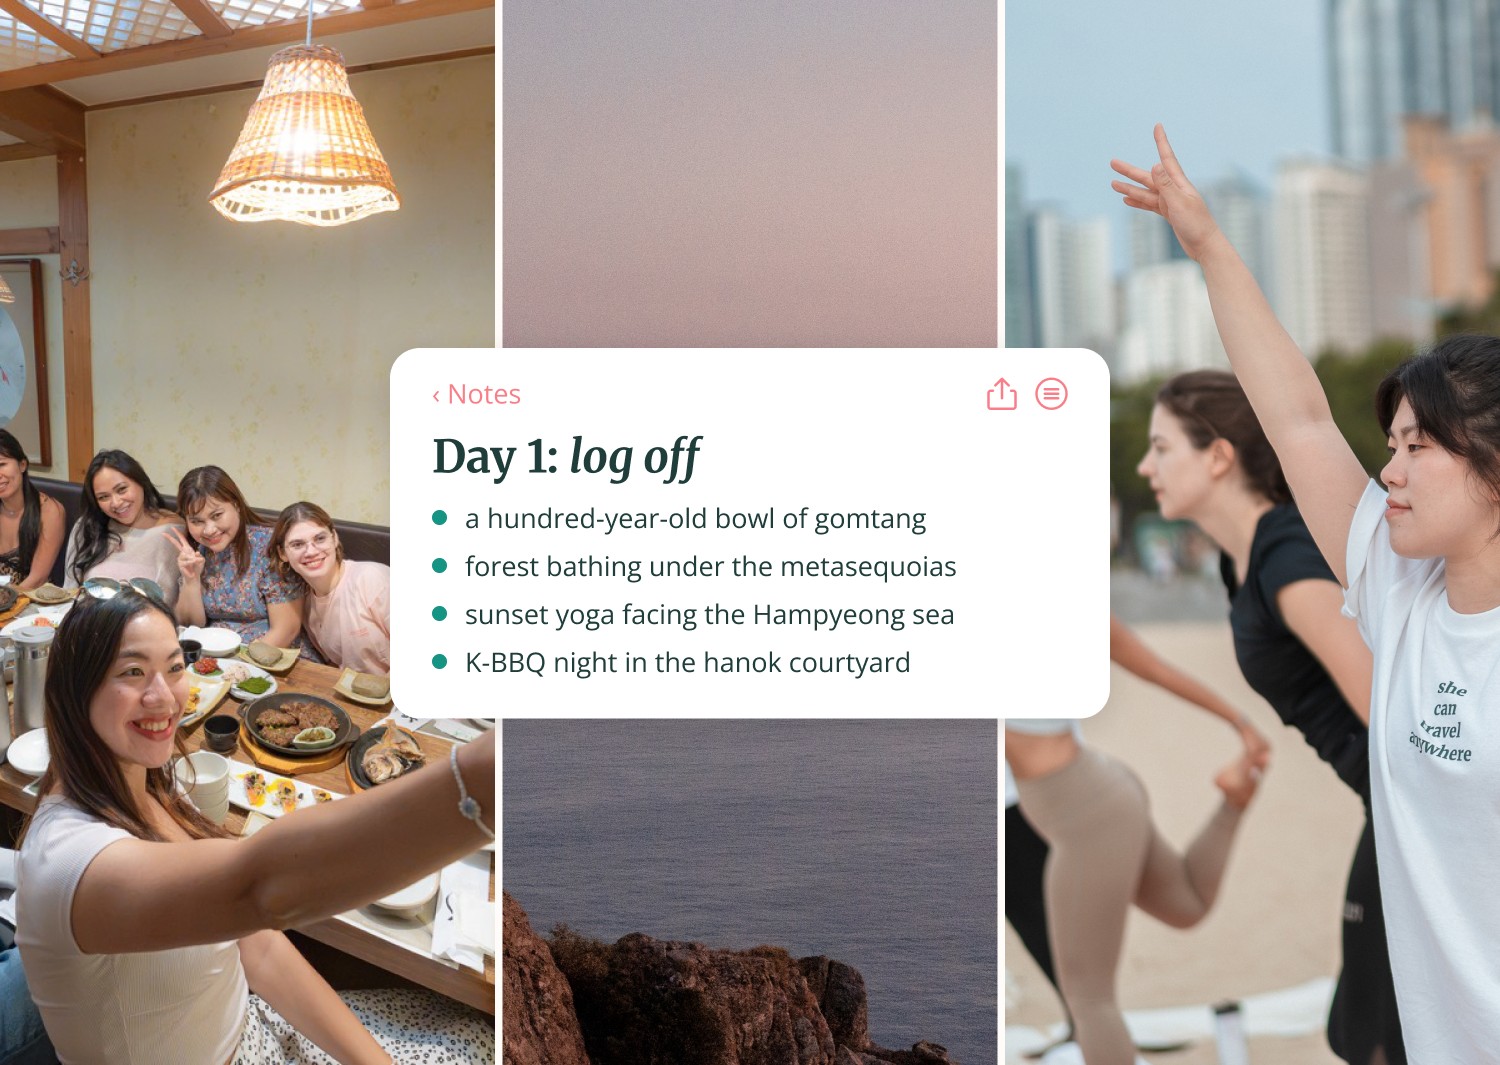 ‹ Notes
Day 1: log off
a hundred-year-old bowl of gomtang
forest bathing under the metasequoias
sunset yoga facing the Hampyeong sea
K-BBQ night in the hanok courtyard
she
can
travel
anywhere